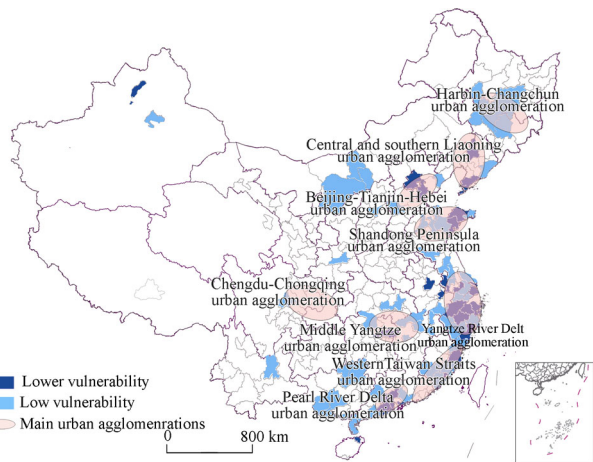 Harbin-Changchun
urban agglomeration
Central and southern Liaoning
urban agglomeration
Beijing-Tianjin-Hebei
urban agglomeration
Shandong Peninsula
urban agglomeration
Chengdu-Chongqing
urban agglomeration
Middle Yangtze
urban agglomeration
Yangtze River Delt
urban agglomeration
WesternTaiwan Straits
urban agglomeration
Pearl River Delta
urban agglomeration
Lower vulnerability
Low vulnerability
Main urban agglomenrations
0 800 km